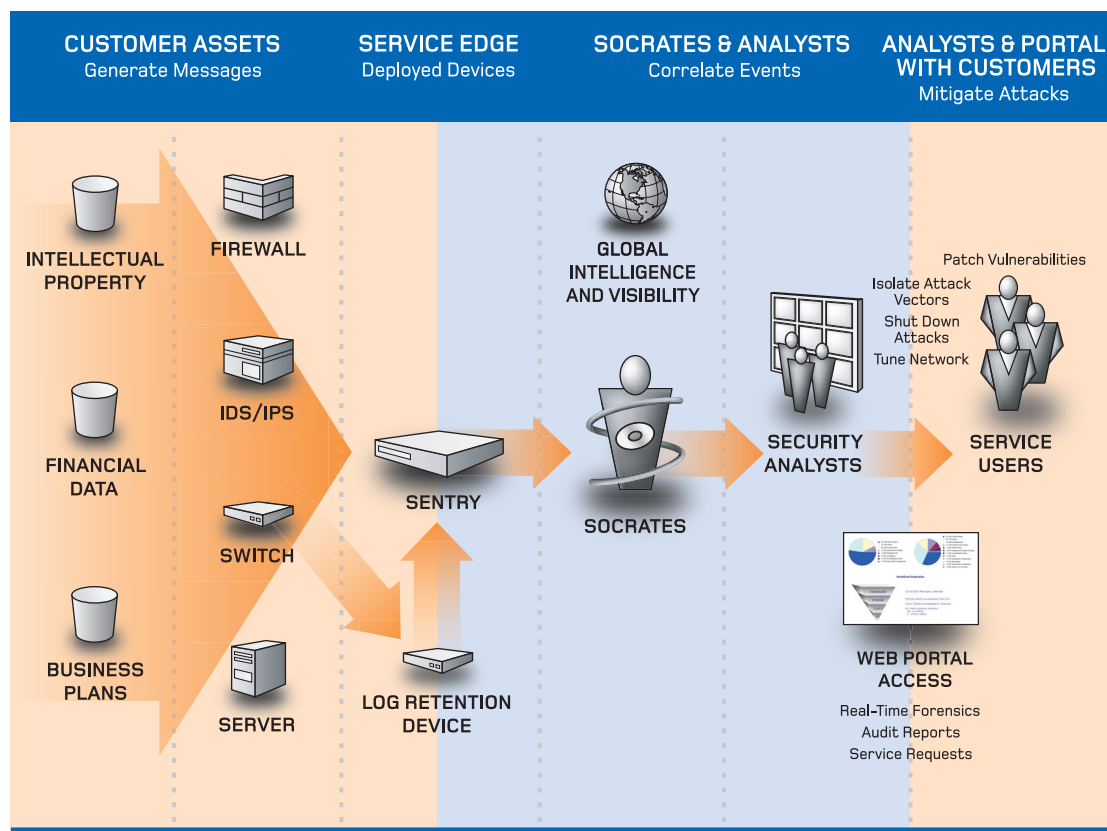 CUSTOMER ASSETS
Generate Messages
SERVICE EDGE
Deployed Devices
SOCRATES & ANALYSTS
Correlate Events
ANALYSTS & PORTAL
WITH CUSTOMERS
Mitigate Attacks
INTELLECTUAL
PROPERTY
FINANCIAL
DATA
BUSINESS
PLANS
FIREWALL
IDS/IPS
SWITCH
SERVER
SENTRY
LOG RETENTION
DEVICE
GLOBAL
INTELLIGENCE
AND VISIBILITY
SOCRATES
SECURITY
ANALYSTS
Patch Vulnerabilities
Isolate Attack
Vectors
Shut Down
Attacks
Tune Network
SERVICE
USERS
WEB PORTAL
ACCESS
Real-Time Forensics
Audit Reports
Service Requests